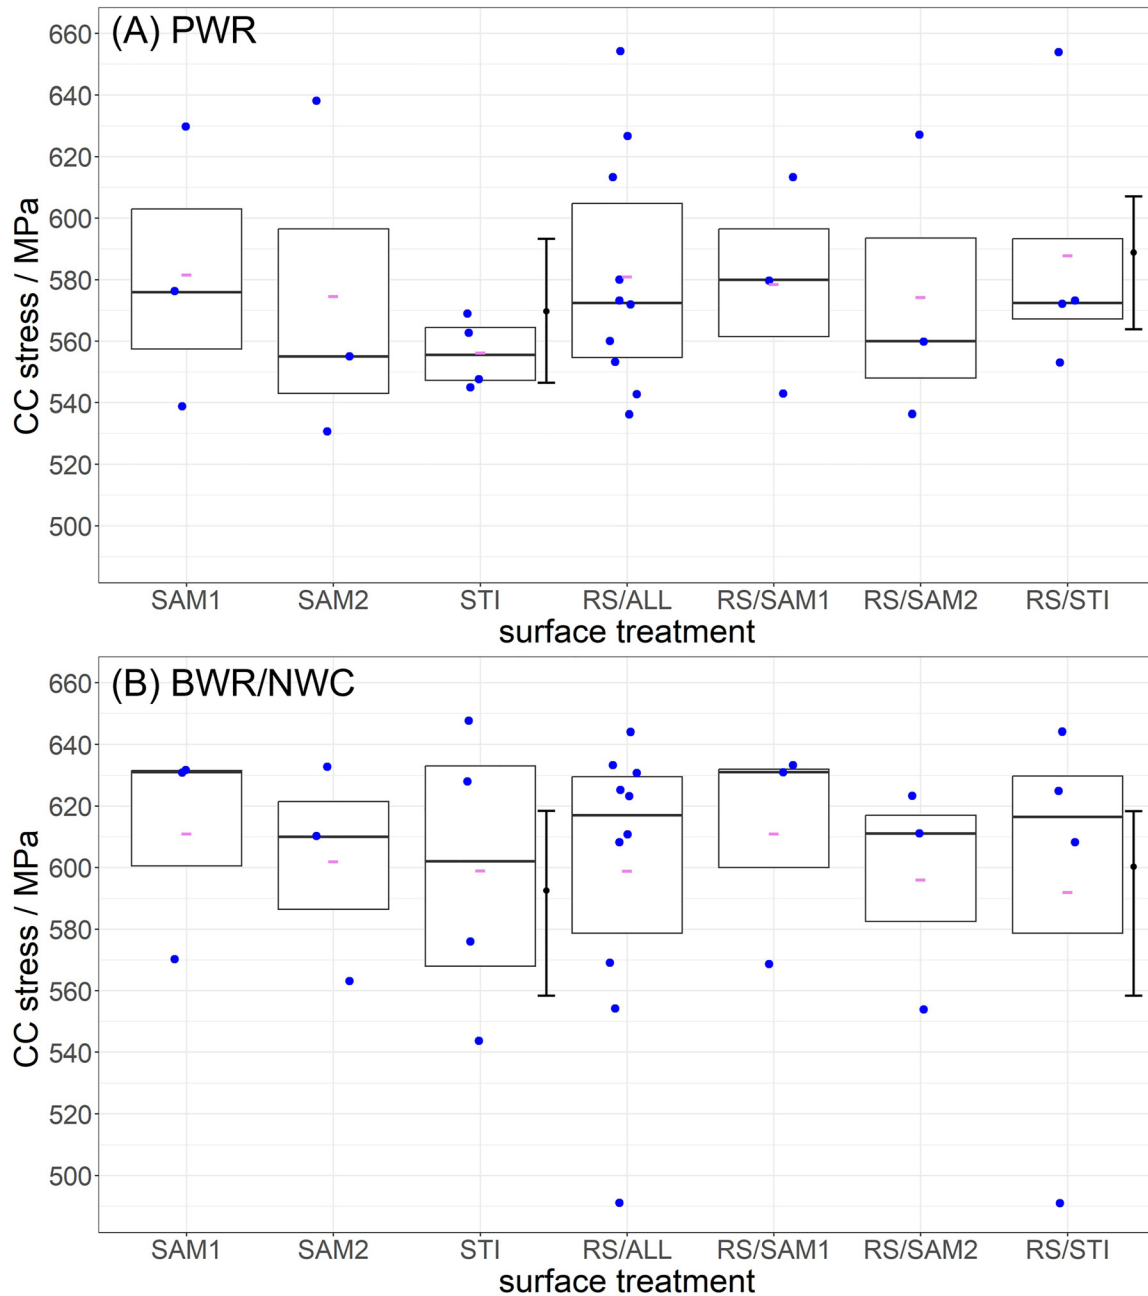 (A) PWR
CC stress / MPa
660
640
620
600
580
560
540
520
500
SAM1 SAM2 STI RS/ALL RS/SAM1 RS/SAM2 RS/STI
surface treatment
(B) BWR/NWC
CC stress / MPa
660
640
620
600
580
560
540
520
500
SAM1 SAM2 STI RS/ALL RS/SAM1 RS/SAM2 RS/STI
surface treatment